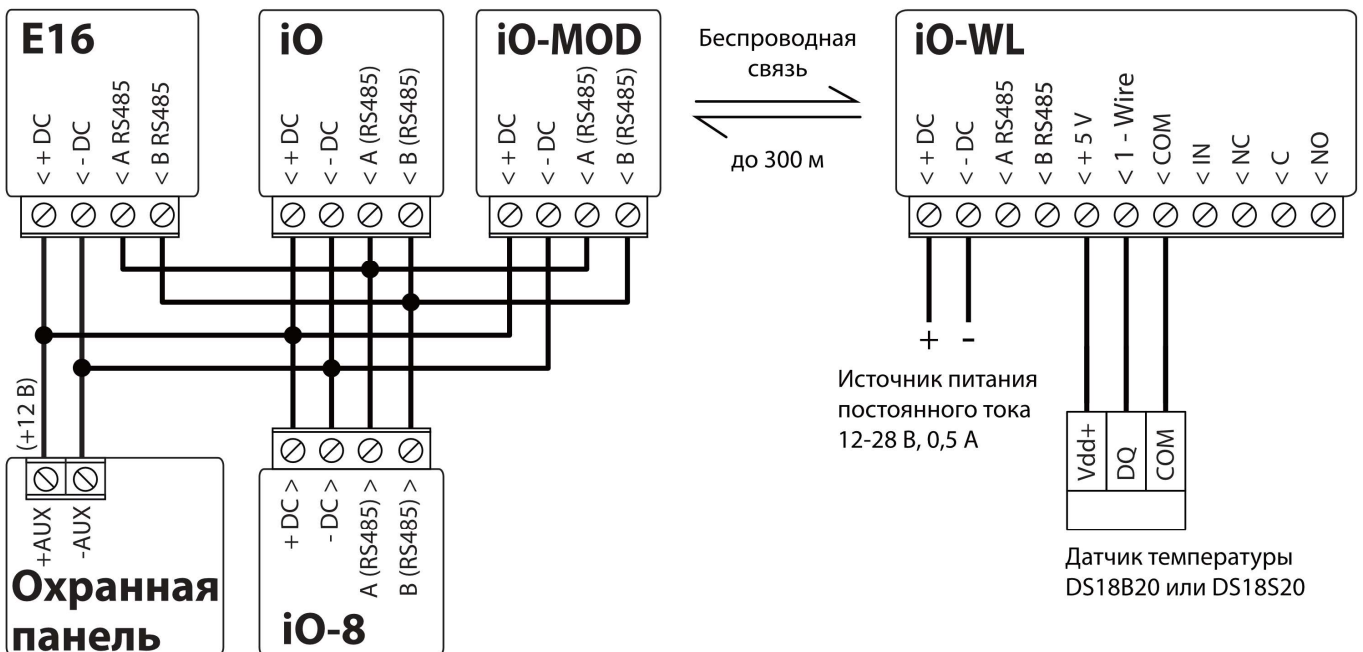 E16
< + DC
< - DC
< A RS485
< B RS485
iO
< + DC
< - DC
< A (RS485)
< B (RS485)
iO-MOD
< + DC
< - DC
< A (RS485)
< B (RS485)
Беспроводная
связь
до 300 м
iO-WL
< + DC
< - DC
< A RS485
< B RS485
< + 5 V
< 1 - Wire
< COM
< IN
< NC
< C
< NO
+ -
Источник питания
постоянного тока
12-28 В, 0,5 А
Vdd+
DQ
COM
Датчик температуры
DS18B20 или DS18S20
(+12 В)
+AUX
-AUX
Охранная
панель
+ DC >
- DC >
A (RS485) >
B (RS485) >
iO-8